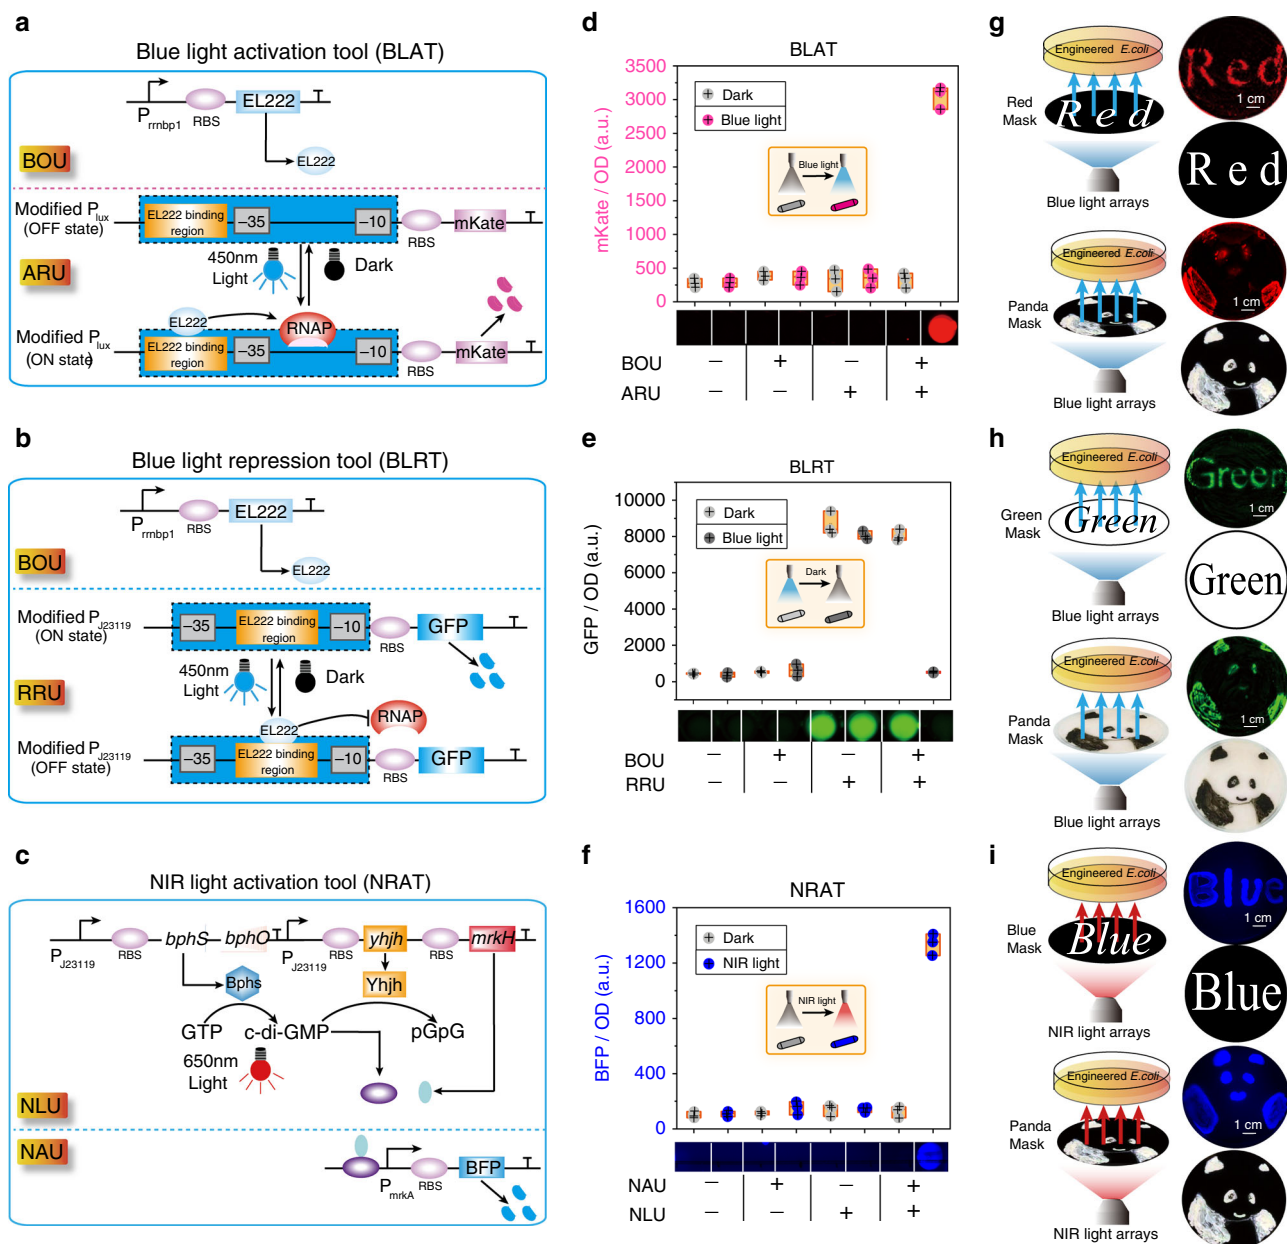 a
Blue light activation tool (BLAT)
P rrnbp1
RBS
EL222
EL222
BOU
Modified P lux
(OFF state)
EL222 binding
region
–35
–10
RBS
mKate
450nm
Light
Dark
ARU
EL222
RNAP
Modified P lux
(ON state)
EL222 binding
region
–35
–10
RBS
mKate
b
Blue light repression tool (BLRT)
P rrnbp1
RBS
EL222
EL222
BOU
Modified P J23119
(ON state)
–35
EL222 binding
region
–10
RBS
GFP
450nm
Light
Dark
RRU
EL222
RNAP
Modified P J23119
(OFF state)
–35
EL222 binding
region
–10
RBS
GFP
c
NIR light activation tool (NRAT)
P J23119
RBS
bphS
bphO
P J23119
RBS
yhjh
RBS
mrkH
Bphs
Yhjh
GTP
c-di-GMP
pGpG
650nm
Light
NLU
NAU
P mrkA
RBS
BFP
d
BLAT
mKate / OD (a.u.)
3500
3000
2500
2000
1500
1000
500
0
Dark
Blue light
Blue light
BOU – + – +
ARU – – + +
e
BLRT
GFP / OD (a.u.)
10000
8000
6000
4000
2000
0
Dark
Blue light
Dark
BOU – + – +
RRU – – + +
f
NRAT
BFP / OD (a.u.)
1600
1200
800
400
0
Dark
NIR light
NIR light
NAU – + – +
NLU – – + +
g
Engineered E.coli
Red
Mask
Red
Blue light arrays
Red
1 cm
Red
Engineered E.coli
Panda
Mask
Blue light arrays
1 cm
h
Engineered E.coli
Green
Mask
Green
Blue light arrays
Green
1 cm
Green
Engineered E.coli
Panda
Mask
Blue light arrays
1 cm
i
Engineered E.coli
Blue
Mask
Blue
NIR light arrays
Blue
1 cm
Blue
Engineered E.coli
Panda
Mask
NIR light arrays
1 cm